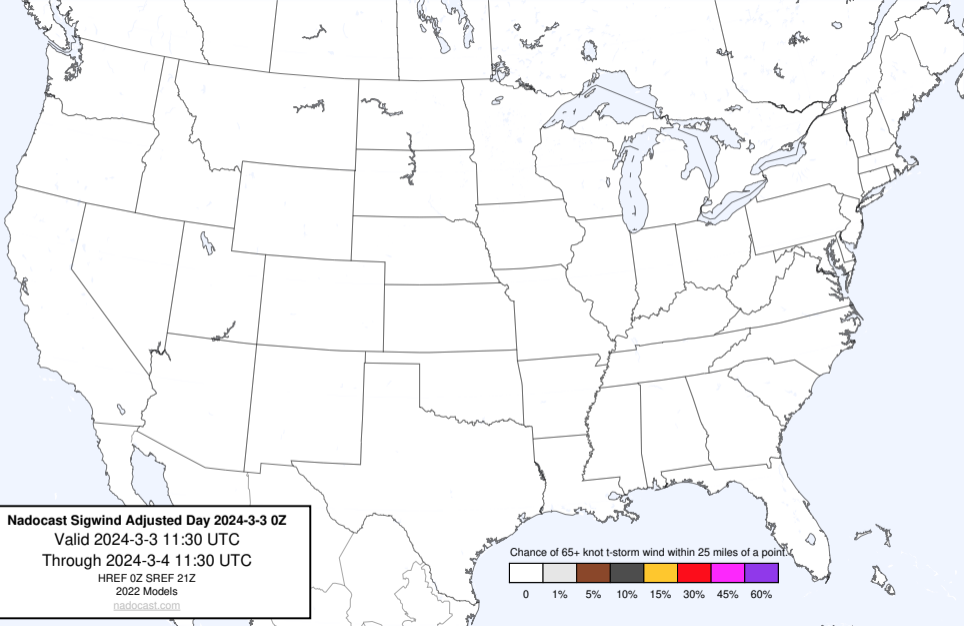 Nadocast Sigwind Adjusted Day 2024-3-3 0Z
Valid 2024-3-3 11:30 UTC
Through 2024-3-4 11:30 UTC
HREF 0Z SREF 21Z
2022 Models
nadocast.com
Chance of 65+ knot t-storm wind within 25 miles of a point.
0 1% 5% 10% 15% 30% 45% 60%